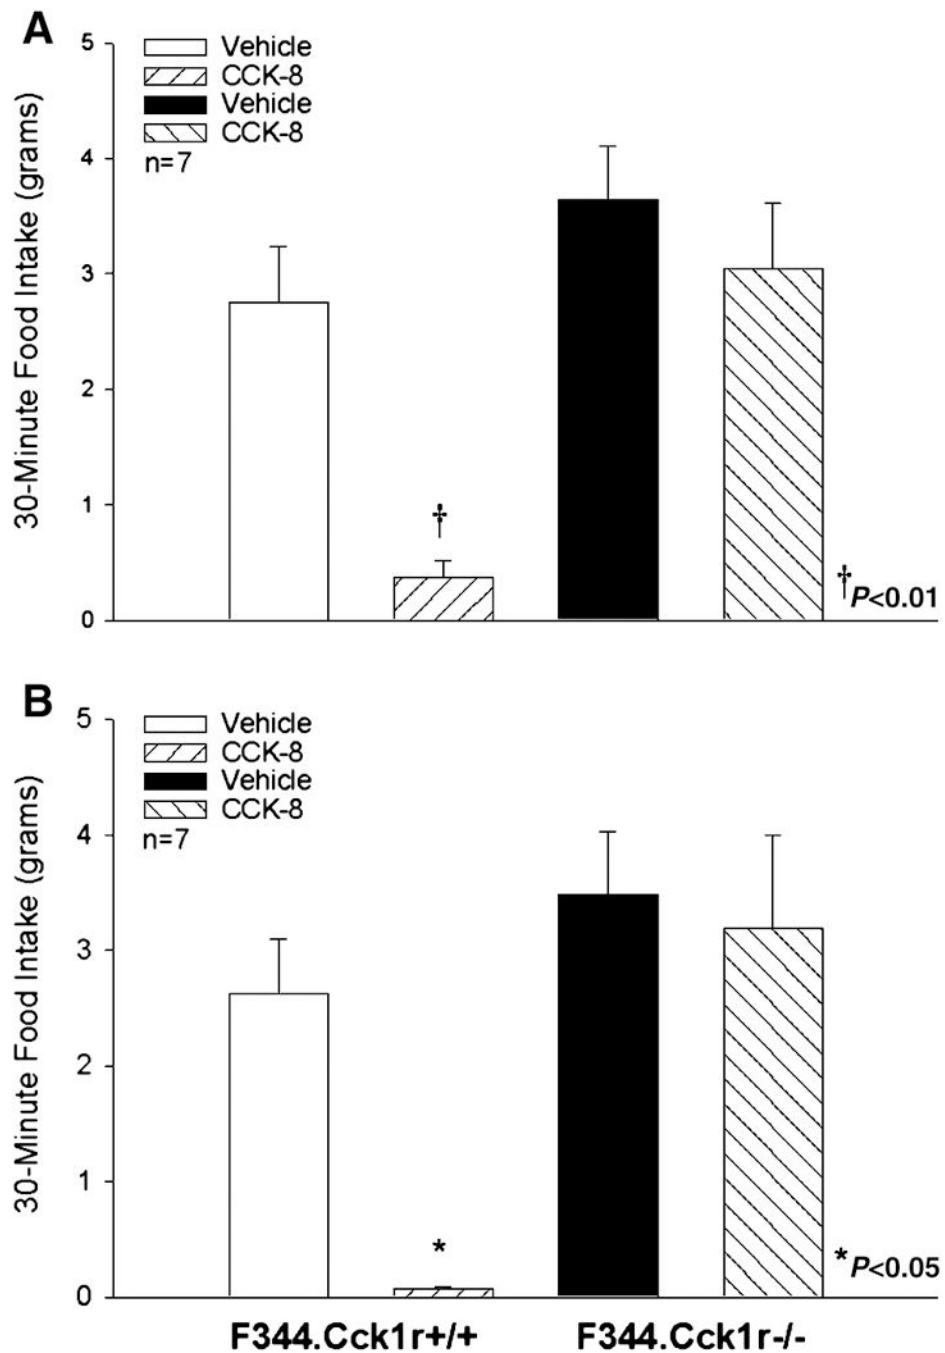 A
5
Vehicle
CCK-8
Vehicle
CCK-8
n=7
4
3
2
1
0
30-Minute Food Intake (grams)
†
†P<0.01
B
5
Vehicle
CCK-8
Vehicle
CCK-8
n=7
4
3
2
1
0
30-Minute Food Intake (grams)
*
*P<0.05
F344.Cck1r+/+ F344.Cck1r-/-